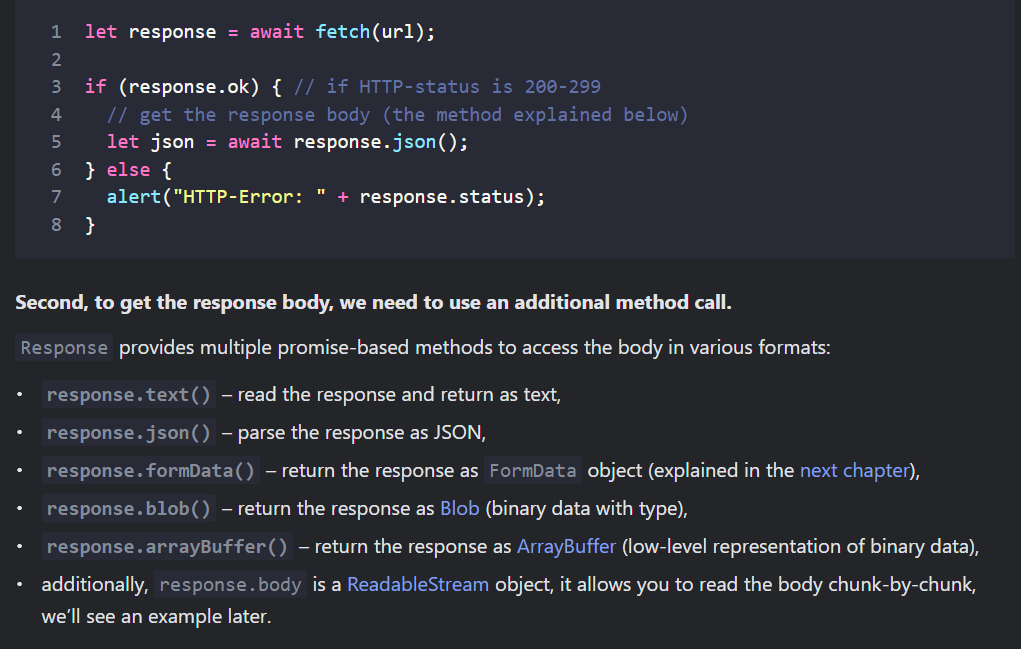 1 let response = await fetch(url);
2
3 if (response.ok) { // if HTTP-status is 200-299
4   // get the response body (the method explained below)
5   let json = await response.json();
6 } else {
7   alert("HTTP-Error: " + response.status);
8 }
Second, to get the response body, we need to use an additional method call.
Response provides multiple promise-based methods to access the body in various formats:
• response.text() – read the response and return as text,
• response.json() – parse the response as JSON,
• response.formData() – return the response as FormData object (explained in the next chapter),
• response.blob() – return the response as Blob (binary data with type),
• response.arrayBuffer() – return the response as ArrayBuffer (low-level representation of binary data),
• additionally, response.body is a ReadableStream object, it allows you to read the body chunk-by-chunk,
we’ll see an example later.